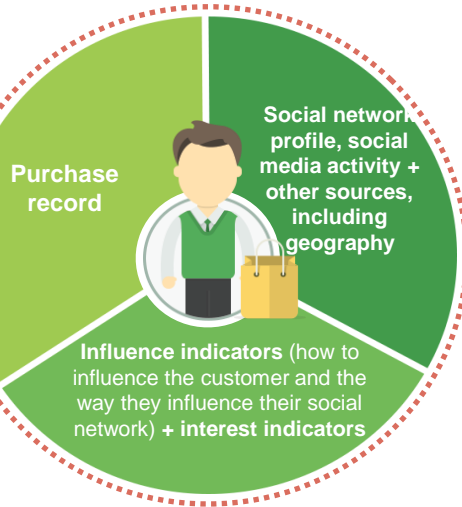 Social network
profile, social
media activity +
other sources,
including
geography
Purchase
record
Influence indicators (how to
influence the customer and the
way they influence their social
network) + interest indicators